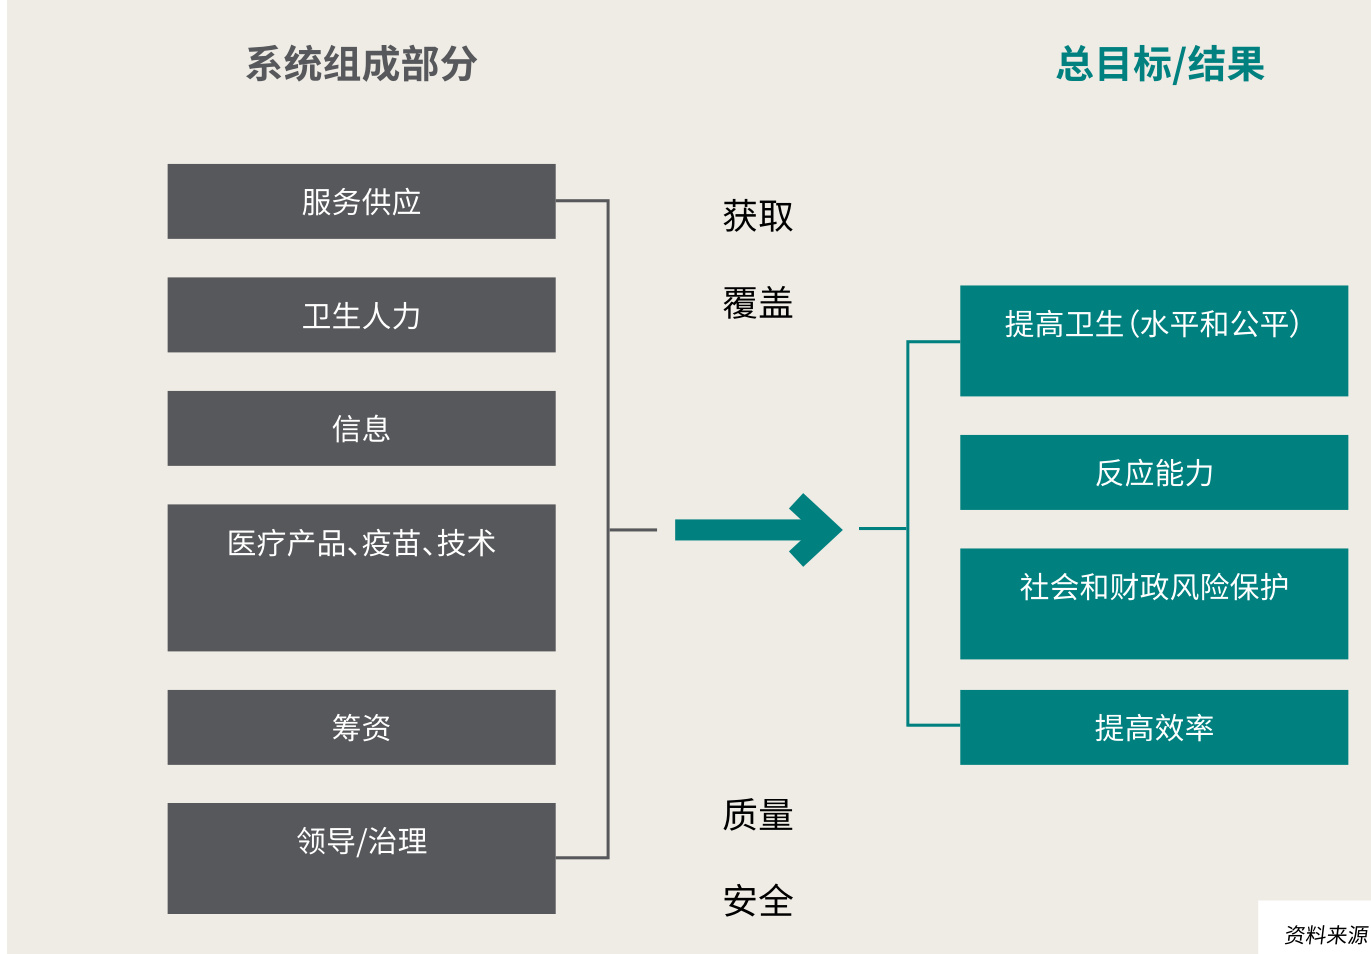 系统组成部分
总目标/结果
服务供应
卫生人力
信息
医疗产品、疫苗、技术
筹资
领导/治理
获取
覆盖
质量
安全
提高卫生（水平和公平）
反应能力
社会和财政风险保护
提高效率
资料来源